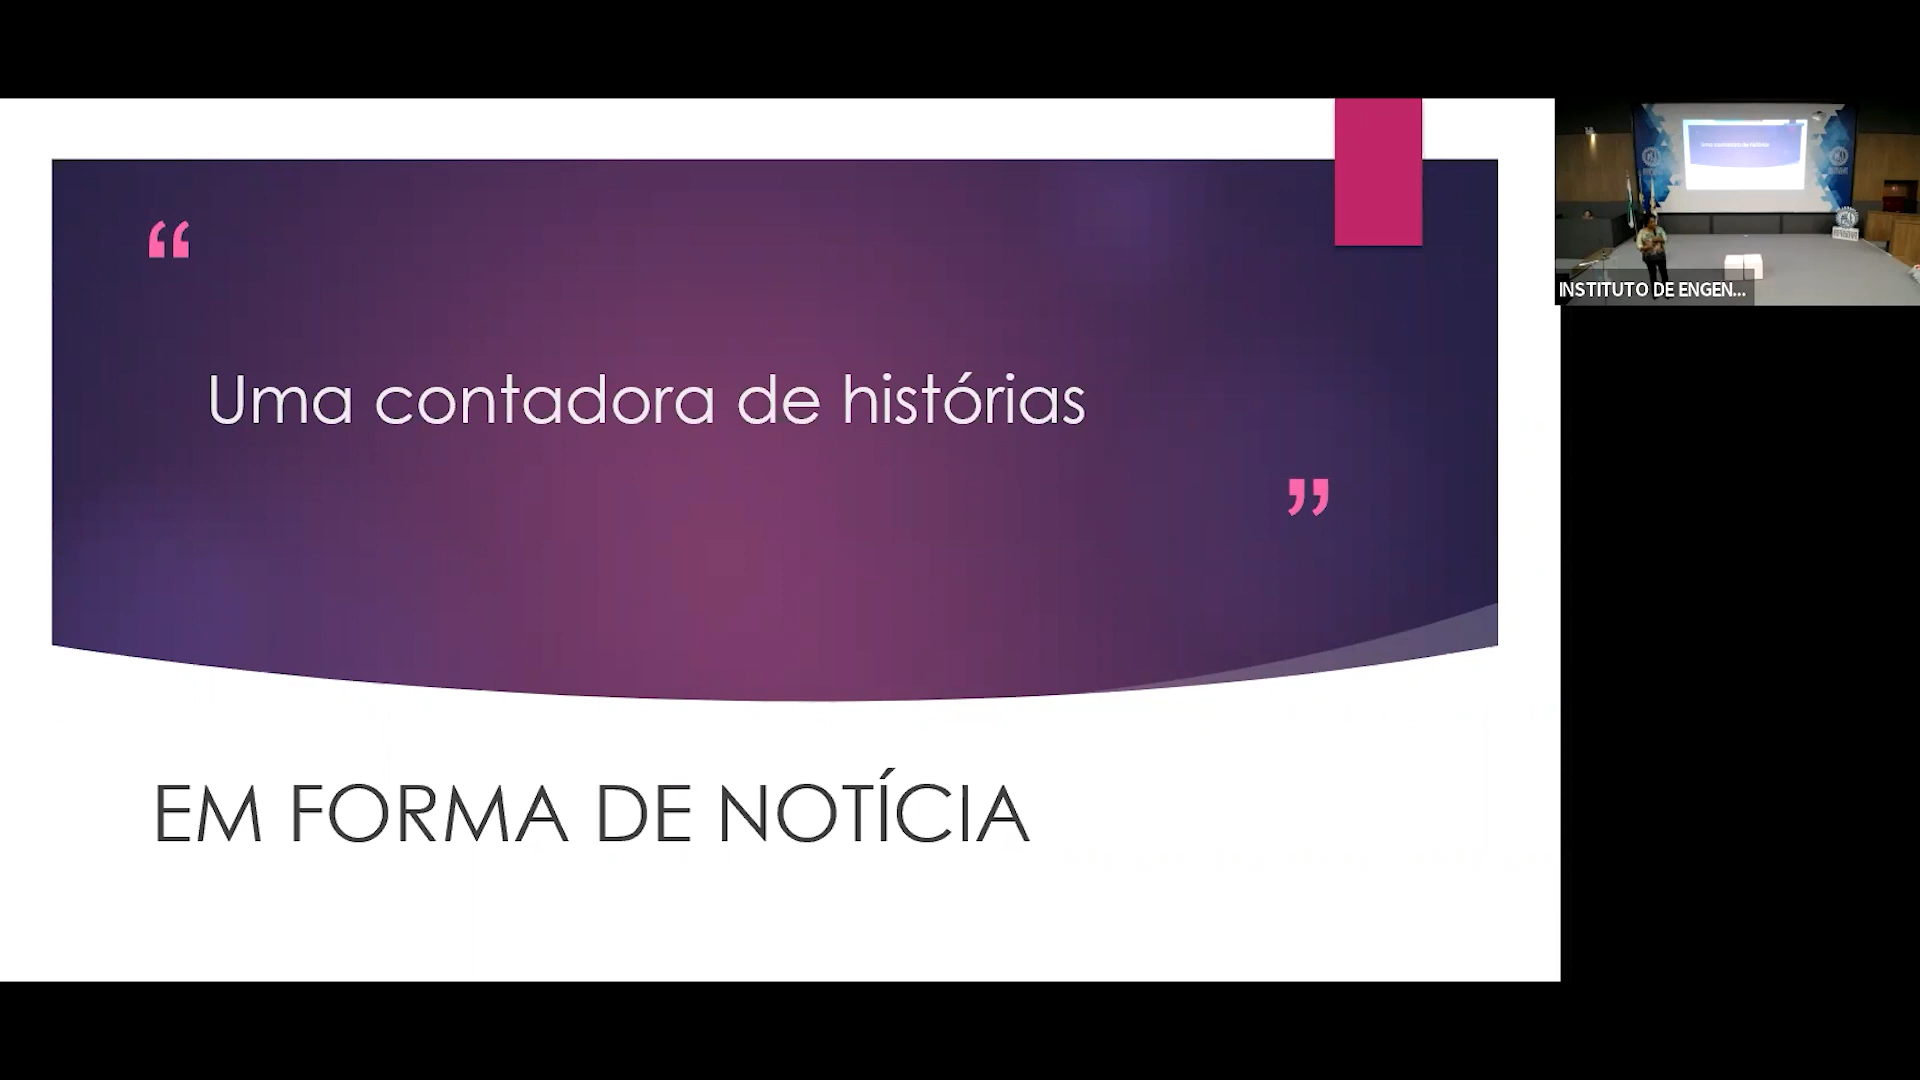 “
Uma contadora de histórias
”
EM FORMA DE NOTÍCIA
INSTITUTO DE ENGEN...